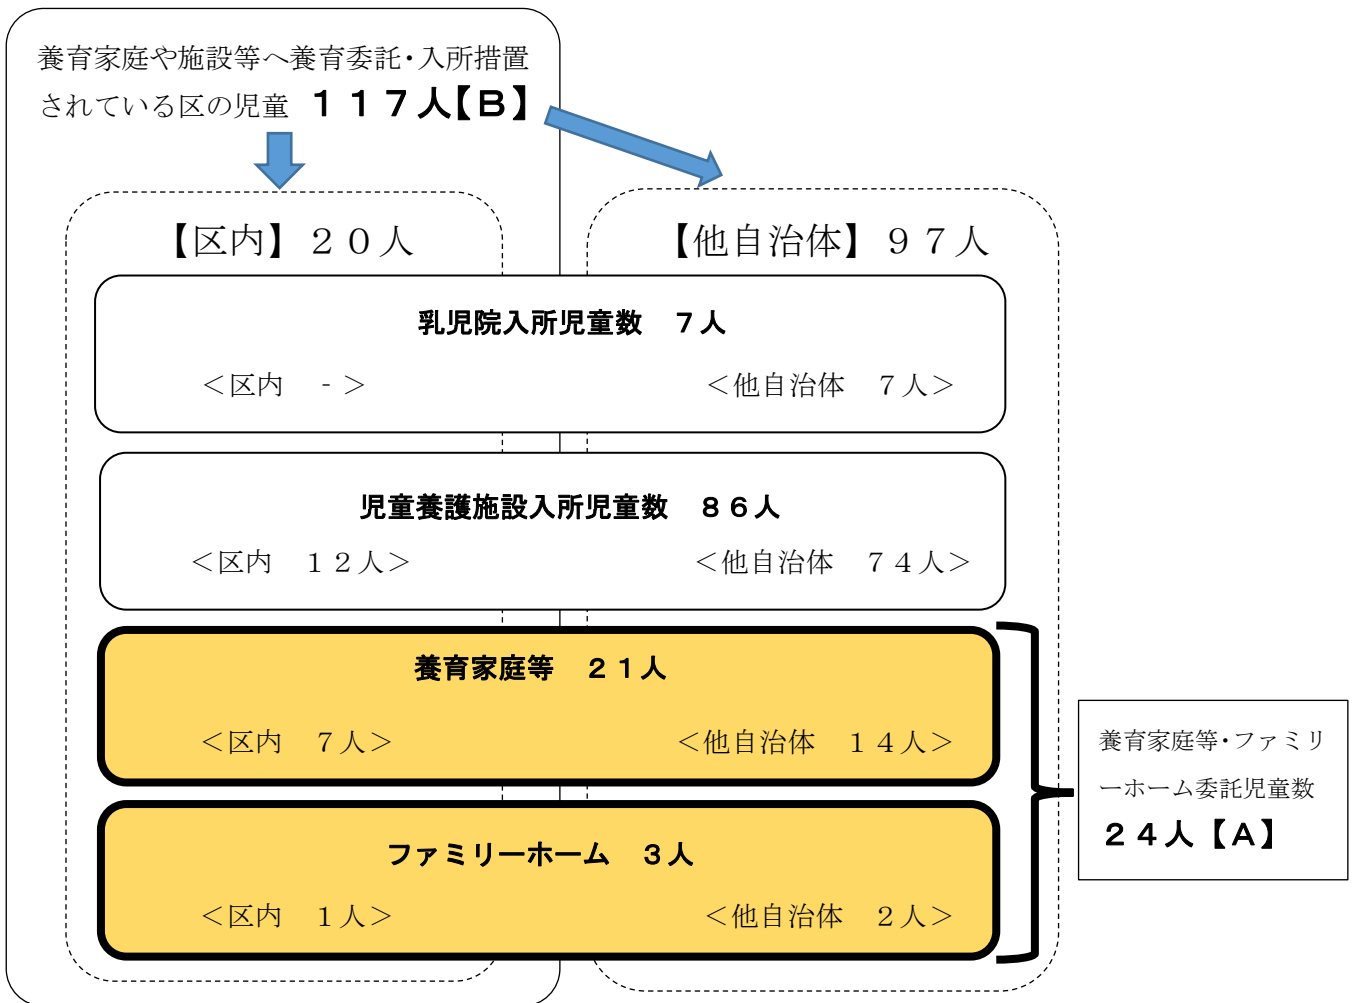 養育家庭や施設等へ養育委託・入所措置
されている区の児童 117人【B】
【区内】20人
【他自治体】97人
乳児院入所児童数 7人
＜区内 -＞
＜他自治体 7人＞
児童養護施設入所児童数 86人
＜区内 12人＞
＜他自治体 74人＞
養育家庭等 21人
＜区内 7人＞
＜他自治体 14人＞
ファミリーホーム 3人
＜区内 1人＞
＜他自治体 2人＞
養育家庭等・ファミリ
ーホーム委託児童数
24人【A】